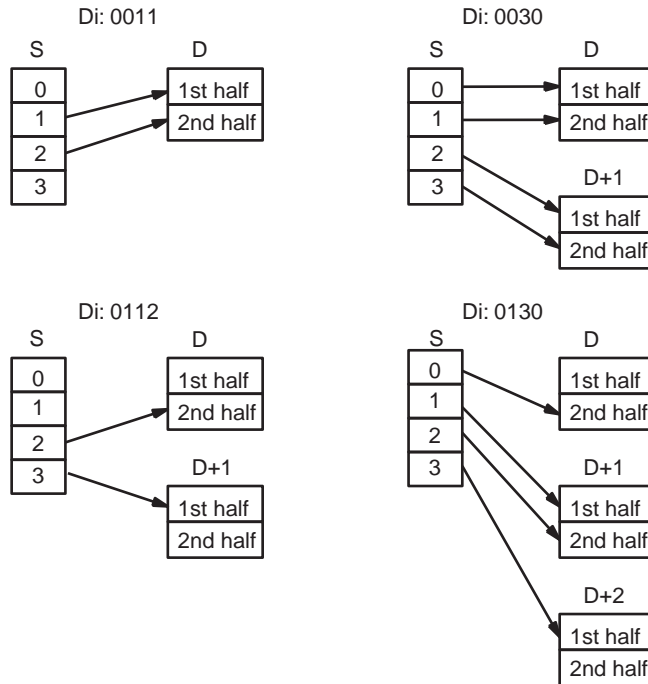 Di: 0011
S
D
0
1
2
3
1st half
2nd half
Di: 0030
S
D
0
1
2
3
1st half
2nd half
D+1
1st half
2nd half
Di: 0112
S
D
0
1
2
3
1st half
2nd half
D+1
1st half
2nd half
Di: 0130
S
D
0
1
2
3
1st half
2nd half
D+1
1st half
2nd half
D+2
1st half
2nd half